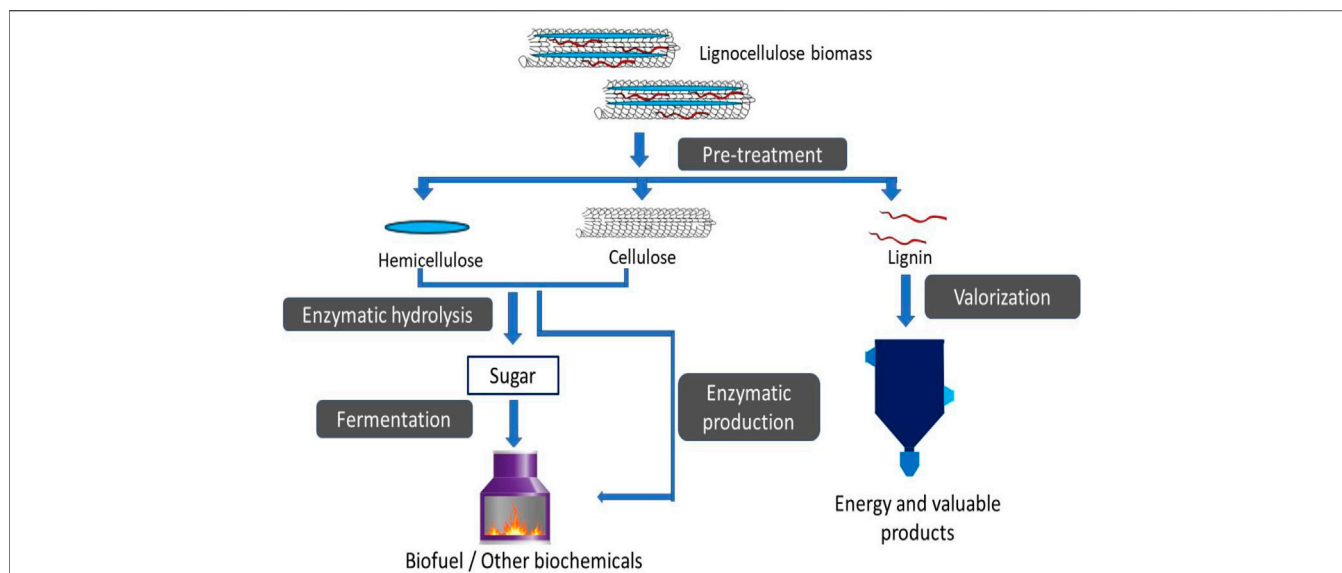 Lignocellulose biomass
Pre-treatment
Hemicellulose
Cellulose
Lignin
Enzymatic hydrolysis
Valorization
Sugar
Enzymatic
production
Fermentation
Energy and valuable
products
Biofuel / Other biochemicals